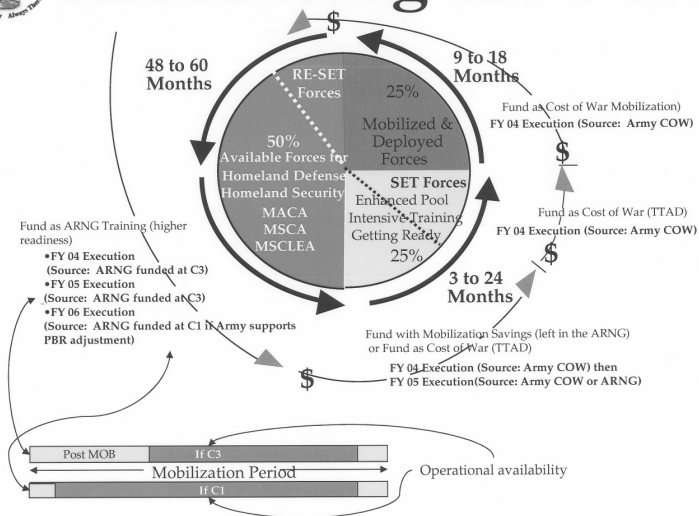 Always
$
48 to 60
Months
9 to 18
Months
RE-SET
Forces
25%
Mobilized &
Deployed
Forces
50%
Available Forces for
Homeland Defense
Homeland Security
MACA
MSCA
MSCLEA
SET Forces
Enhanced Pool
Intensive Training
Getting Ready
25%
Fund as Cost of War Mobilization)
FY 04 Execution (Source: Army COW)
$
Fund as Cost of War (TTAD)
FY 04 Execution (Source: Army COW)
$
3 to 24
Months
Fund as ARNG Training (higher
readiness)
•FY 04 Execution
(Source: ARNG funded at C3)
•FY 05 Execution
(Source: ARNG funded at C3)
•FY 06 Execution
(Source: ARNG funded at C1 if Army supports
PBR adjustment)
Fund with Mobilization Savings (left in the ARNG)
or Fund as Cost of War (TTAD)
FY 04 Execution (Source: Army COW) then
FY 05 Execution(Source: Army COW or ARNG)
$
Post MOB
If C3
Mobilization Period
Operational availability
If C1